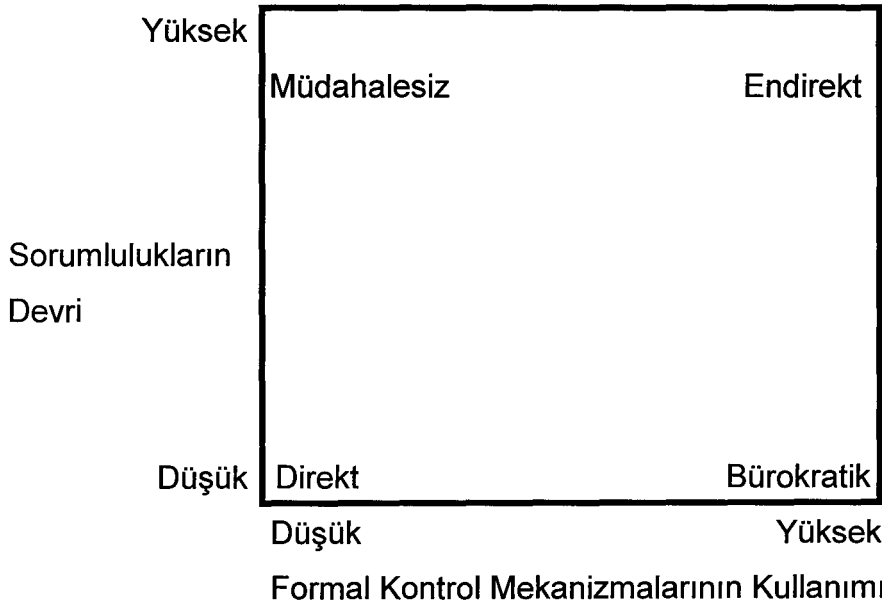 Yüksek
Müdahalesiz Endirekt
Sorumlulukların
Devri
Düşük Direkt Bürokratik
Düşük Yüksek
Formal Kontrol Mekanizmalarının Kullanımı